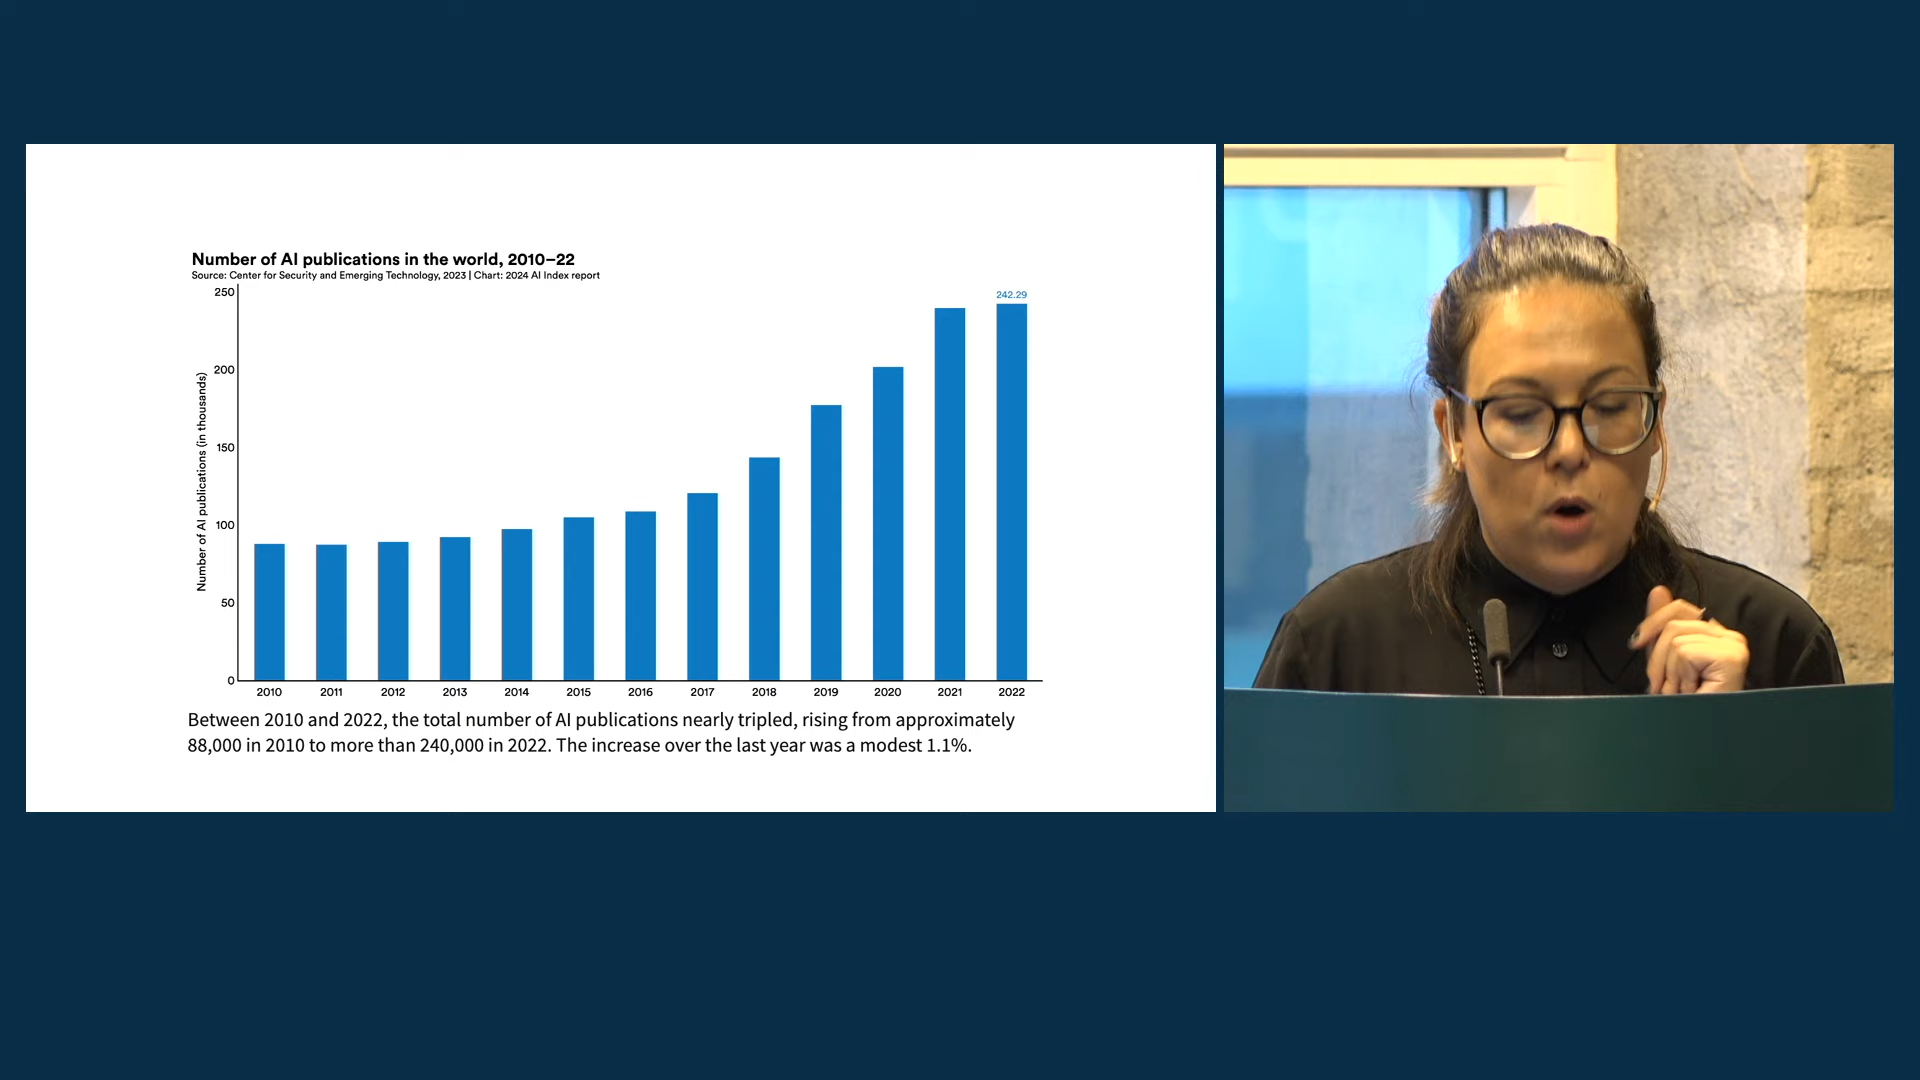 Number of AI publications in the world, 2010–22
Source: Center for Security and Emerging Technology, 2023 | Chart: 2024 AI Index report
Number of AI publications (in thousands)
250
200
150
100
50
0
242.29
2010 2011 2012 2013 2014 2015 2016 2017 2018 2019 2020 2021 2022
Between 2010 and 2022, the total number of AI publications nearly tripled, rising from approximately
88,000 in 2010 to more than 240,000 in 2022. The increase over the last year was a modest 1.1%.